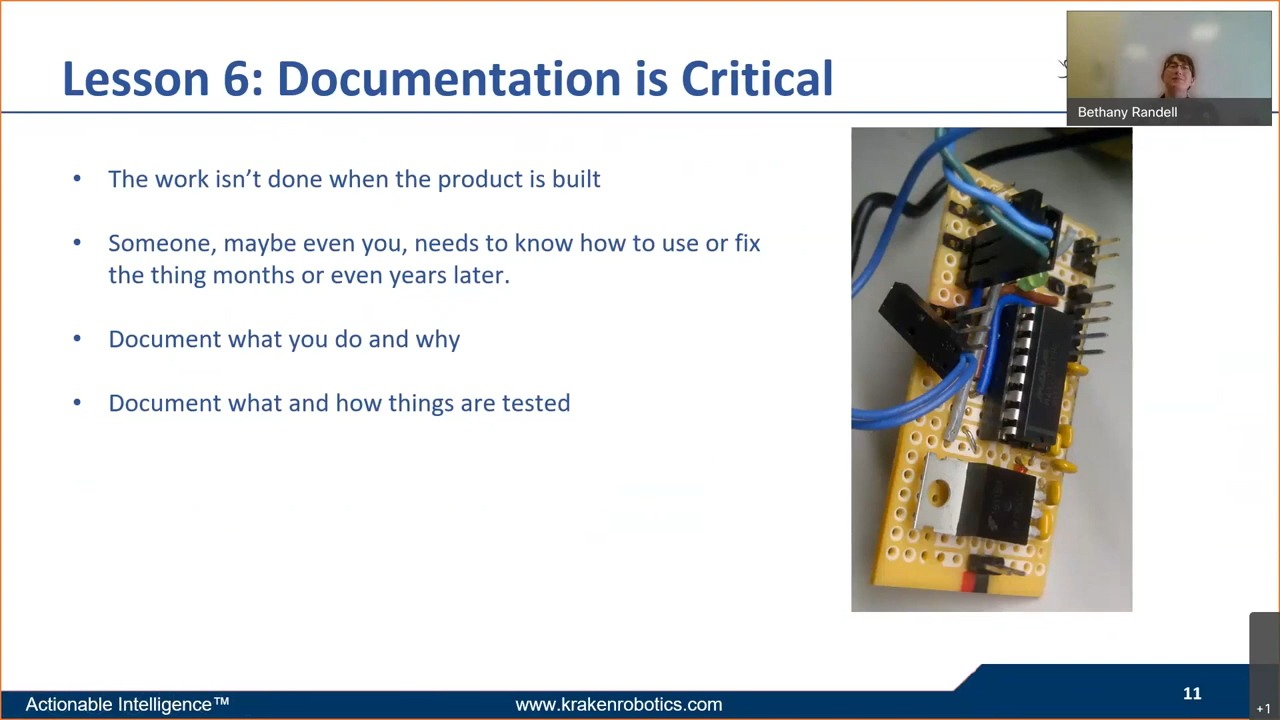 Lesson 6: Documentation is Critical
Bethany Randell
• The work isn’t done when the product is built
• Someone, maybe even you, needs to know how to use or fix
the thing months or even years later.
• Document what you do and why
• Document what and how things are tested
Actionable Intelligence™
www.krakenrobotics.com
11
+1